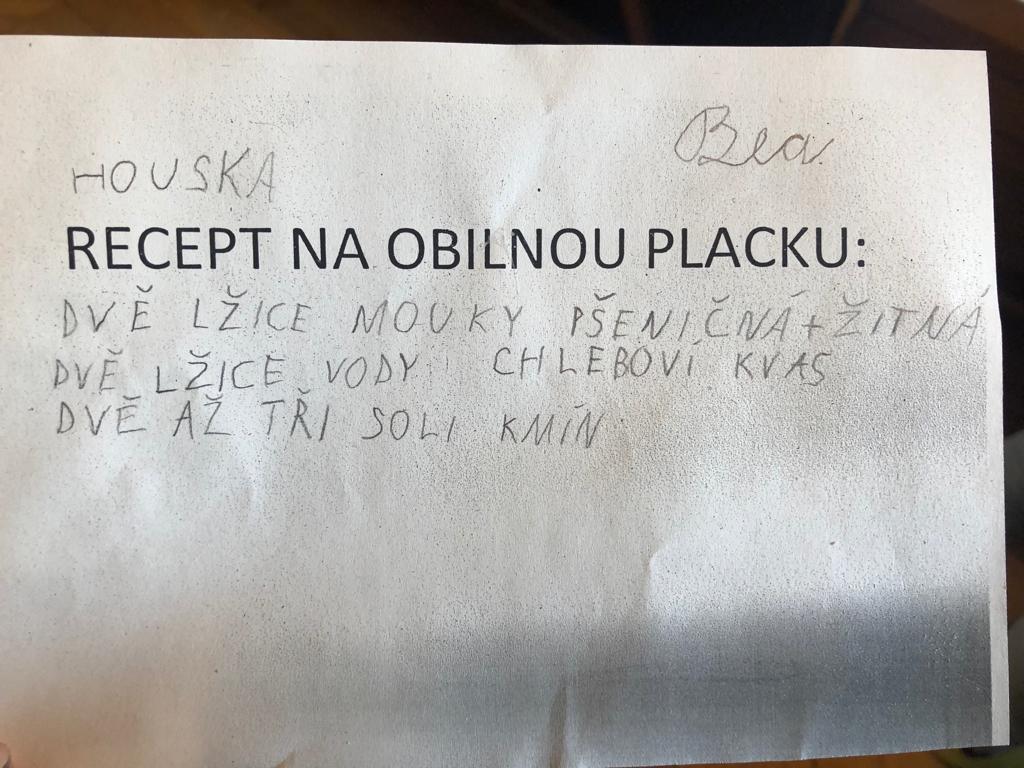 Bea
HOUSKA
RECEPT NA OBILNOU PLACKU:
DVĚ LŽICE MOUKY PŠENIČNÁ + ŽITNÁ
DVĚ LŽICE VODY CHLEBOVÍ KVAS
DVĚ AŽ TŘI SOLI KMÍN